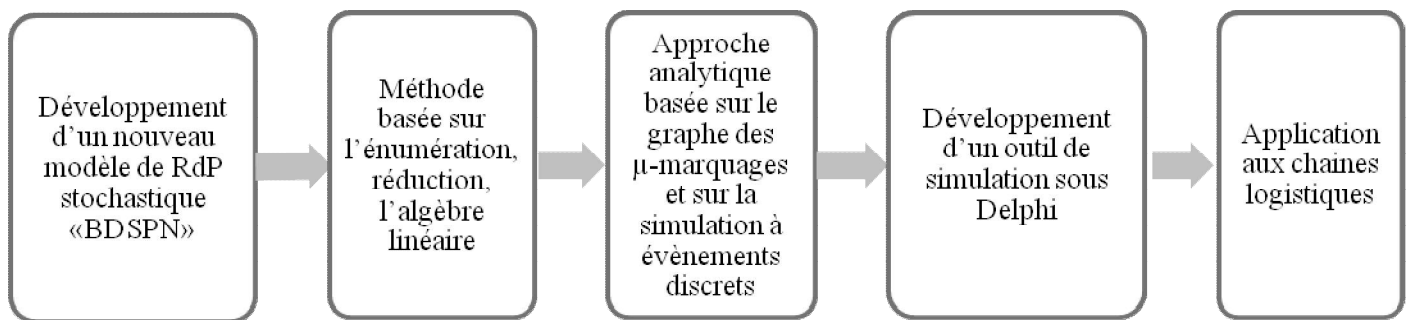 Développement
d'un nouveau
modèle de RdP
stochastique
«BDSPN»
Méthode
basée sur
l'énumération,
réduction,
l'algèbre
linéaire
Approche
analytique
basée sur le
graphe des
µ-marquages
et sur la
simulation à
évènements
discrets
Développement
d'un outil de
simulation sous
Delphi
Application
aux chaines
logistiques